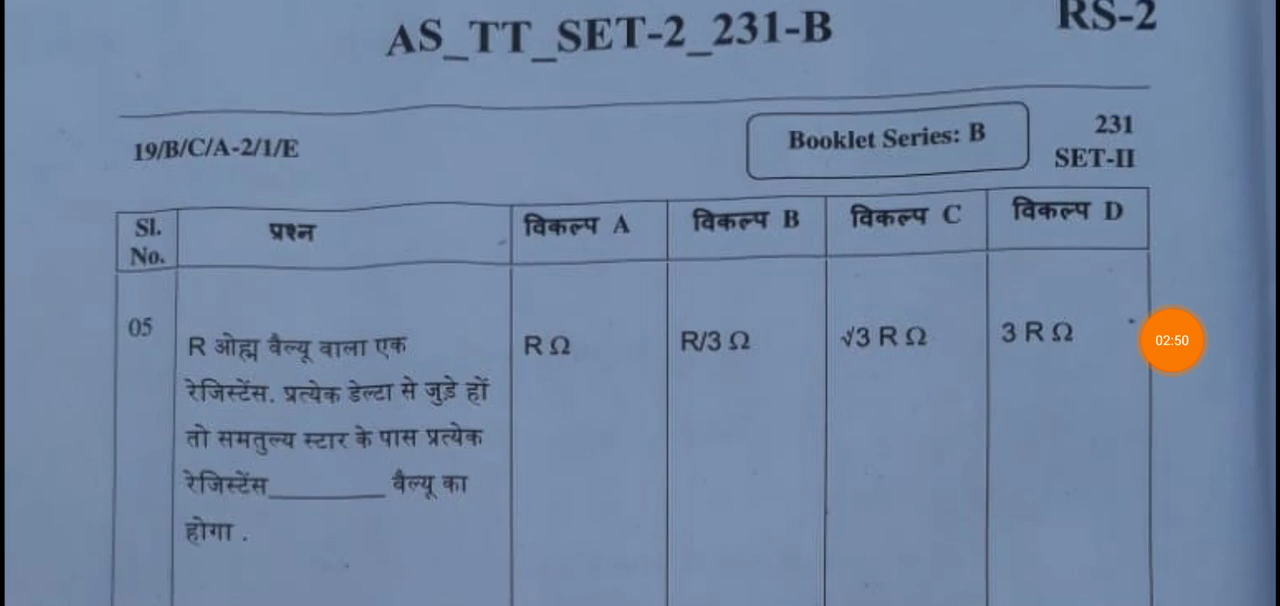 AS_TT_SET-2_231-B
RS-2
19/B/C/A-2/1/E
Booklet Series: B
231
SET-II
Sl. No.
प्रश्न
विकल्प A
विकल्प B
विकल्प C
विकल्प D
05
R ओह्म वैल्यू वाला एक
रेजिस्टेंस. प्रत्येक डेल्टा से जुड़े हों
तो समतुल्य स्टार के पास प्रत्येक
रेजिस्टेंस________ वैल्यू का
होगा .
R Ω
R/3 Ω
√3 R Ω
3 R Ω
02:50